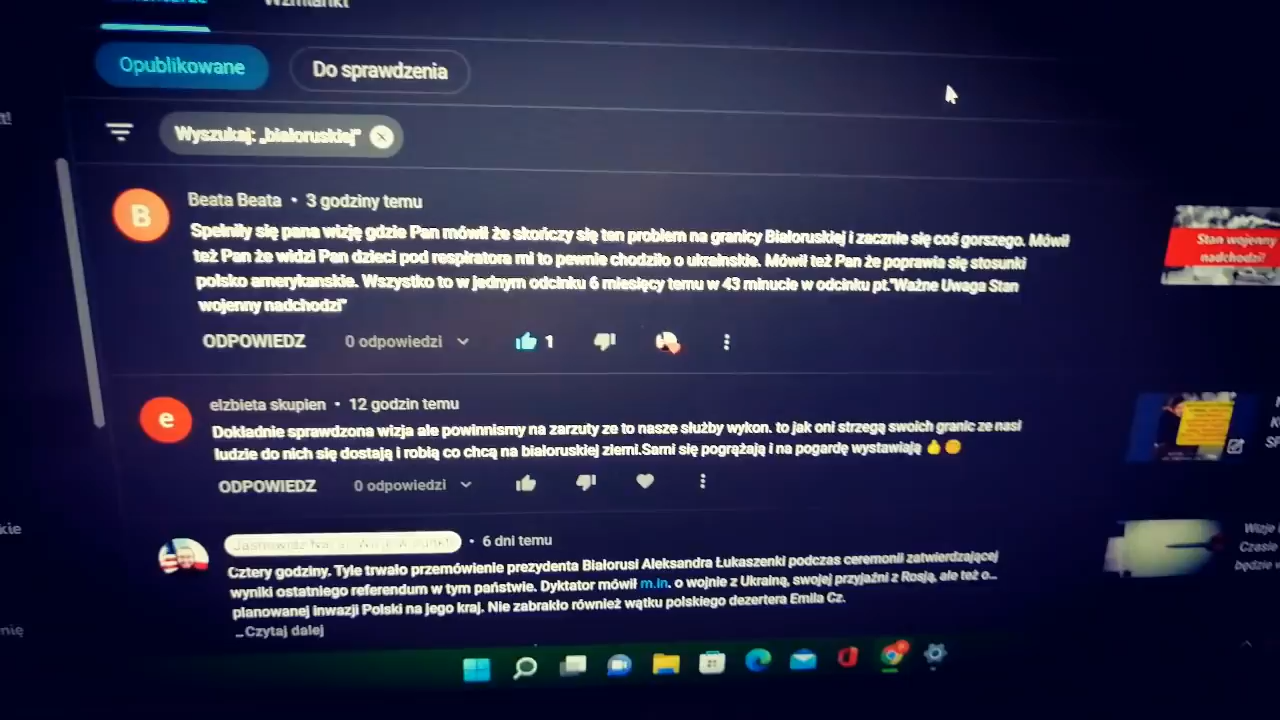 Opublikowane
Do sprawdzenia
Wyszukaj: „białoruskiej"
B
Beata Beata • 3 godziny temu
Spełniły się pana wizję gdzie Pan mówił że skończy się ten problem na granicy Białoruskiej i zacznie się coś gorszego. Mówił
też Pan że widzi Pan dzieci pod respiratora mi to pewnie chodziło o ukrainskie. Mówił też Pan że poprawia się stosunki
polsko amerykanskie. Wszystko to w jednym odcinku 6 miesięcy temu w 43 minucie w odcinku pt."Ważne Uwaga Stan
wojenny nadchodzi"
ODPOWIEDZ 0 odpowiedzi 1
Stan wojenny
nadchodzi!
e
elzbieta skupien • 12 godzin temu
Dokładnie sprawdzona wizja ale powinnismy na zarzuty ze to nasze służby wykon. to jak oni strzegą swoich granic ze nasi
ludzie do nich się dostają i robią co chcą na białoruskiej ziemi.Sami się pogrążają i na pogardę wystawiają
ODPOWIEDZ 0 odpowiedzi
• 6 dni temu
Cztery godziny. Tyle trwało przemówienie prezydenta Białorusi Aleksandra Łukaszenki podczas ceremonii zatwierdzającej
wyniki ostatniego referendum w tym państwie. Dyktator mówił m.in. o wojnie z Ukrainą, swojej przyjaźni z Rosją, ale też o...
planowanej inwazji Polski na jego kraj. Nie zabrakło również wątku polskiego dezertera Emila Cz.
...Czytaj dalej
Wizje
Czasie
będzie